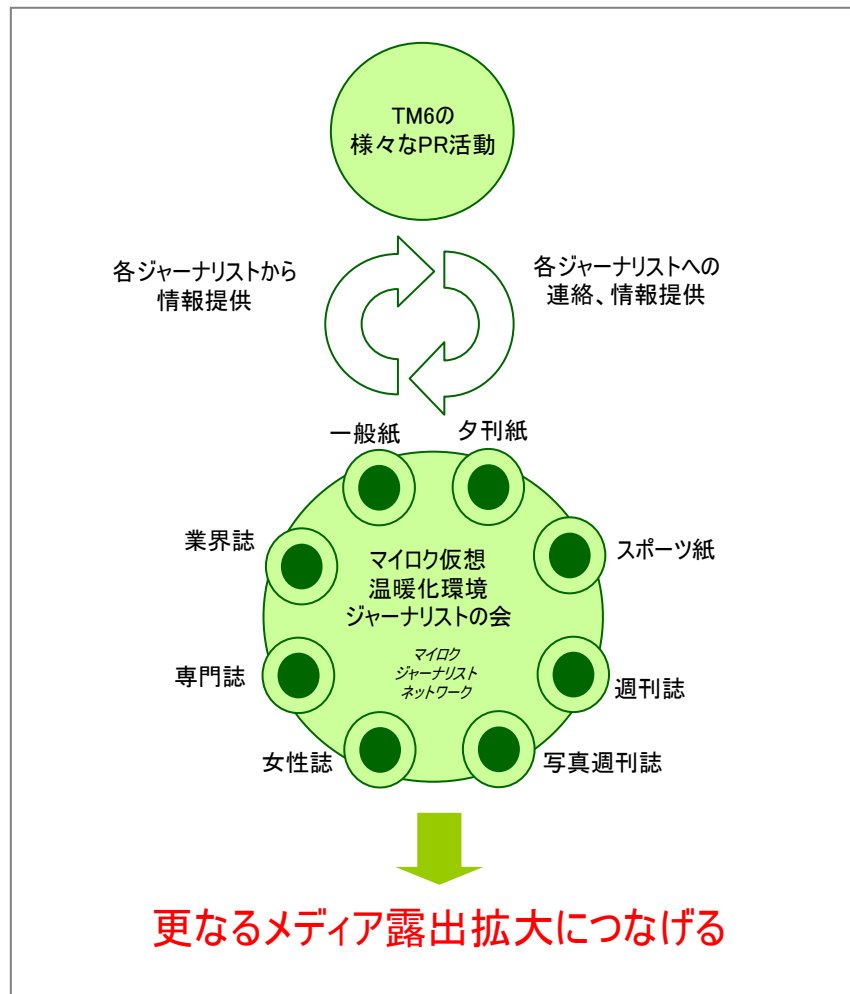 TM6の
様々なPR活動
各ジャーナリストから
情報提供
各ジャーナリストへの
連絡、情報提供
一般紙
夕刊紙
業界誌
スポーツ紙
マイロク仮想
温暖化環境
ジャーナリストの会
マイロク
ジャーナリスト
ネットワーク
専門誌
週刊誌
女性誌
写真週刊誌
更なるメディア露出拡大につなげる